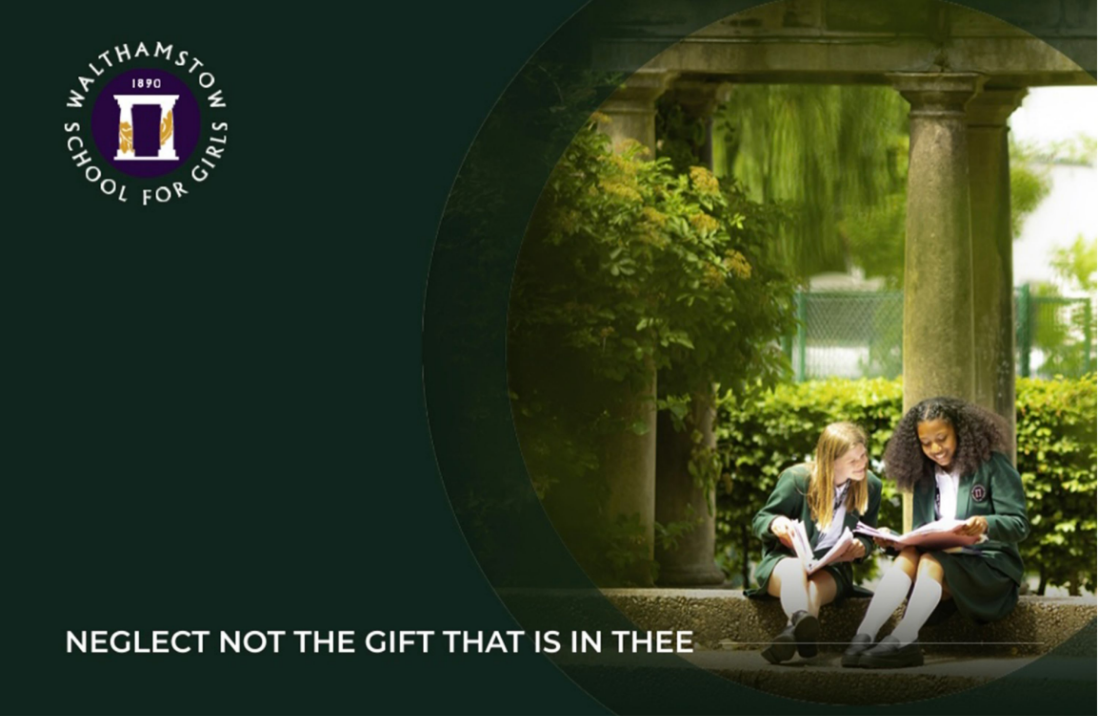 WALTHAMSTOW
SCHOOL FOR GIRLS
1890
NEGLECT NOT THE GIFT THAT IS IN THEE